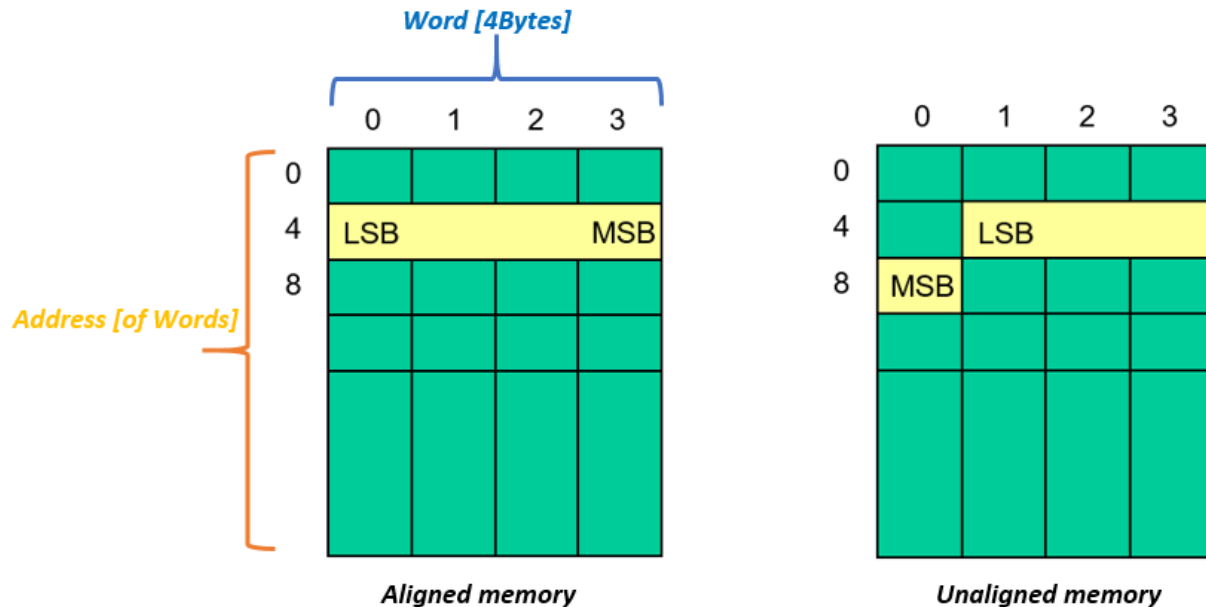 Word [4Bytes]
0 1 2 3
0 1 2 3
0
0
4 LSB MSB
4 LSB
8
8 MSB
Address [of Words]
Aligned memory
Unaligned memory